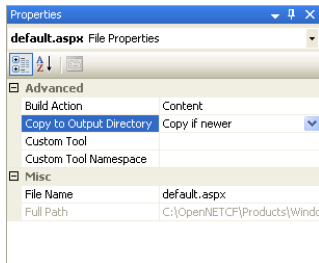 Properties
default.aspx File Properties
Advanced
Build Action Content
Copy to Output Directory Copy if newer
Custom Tool
Custom Tool Namespace
Misc
File Name default.aspx
Full Path C:\OpenNETCF\Products\Windo